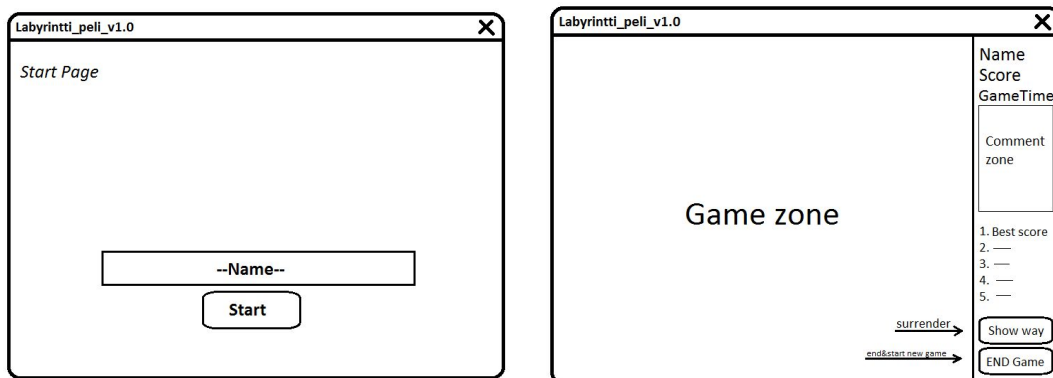 Labyrintti_peli_v1.0
Start Page
--Name--
Start
Labyrintti_peli_v1.0
Name
Score
GameTime
Comment
zone
Game zone
1. Best score
2.
3.
4.
5.
surrender
Show way
end&start new game
END Game